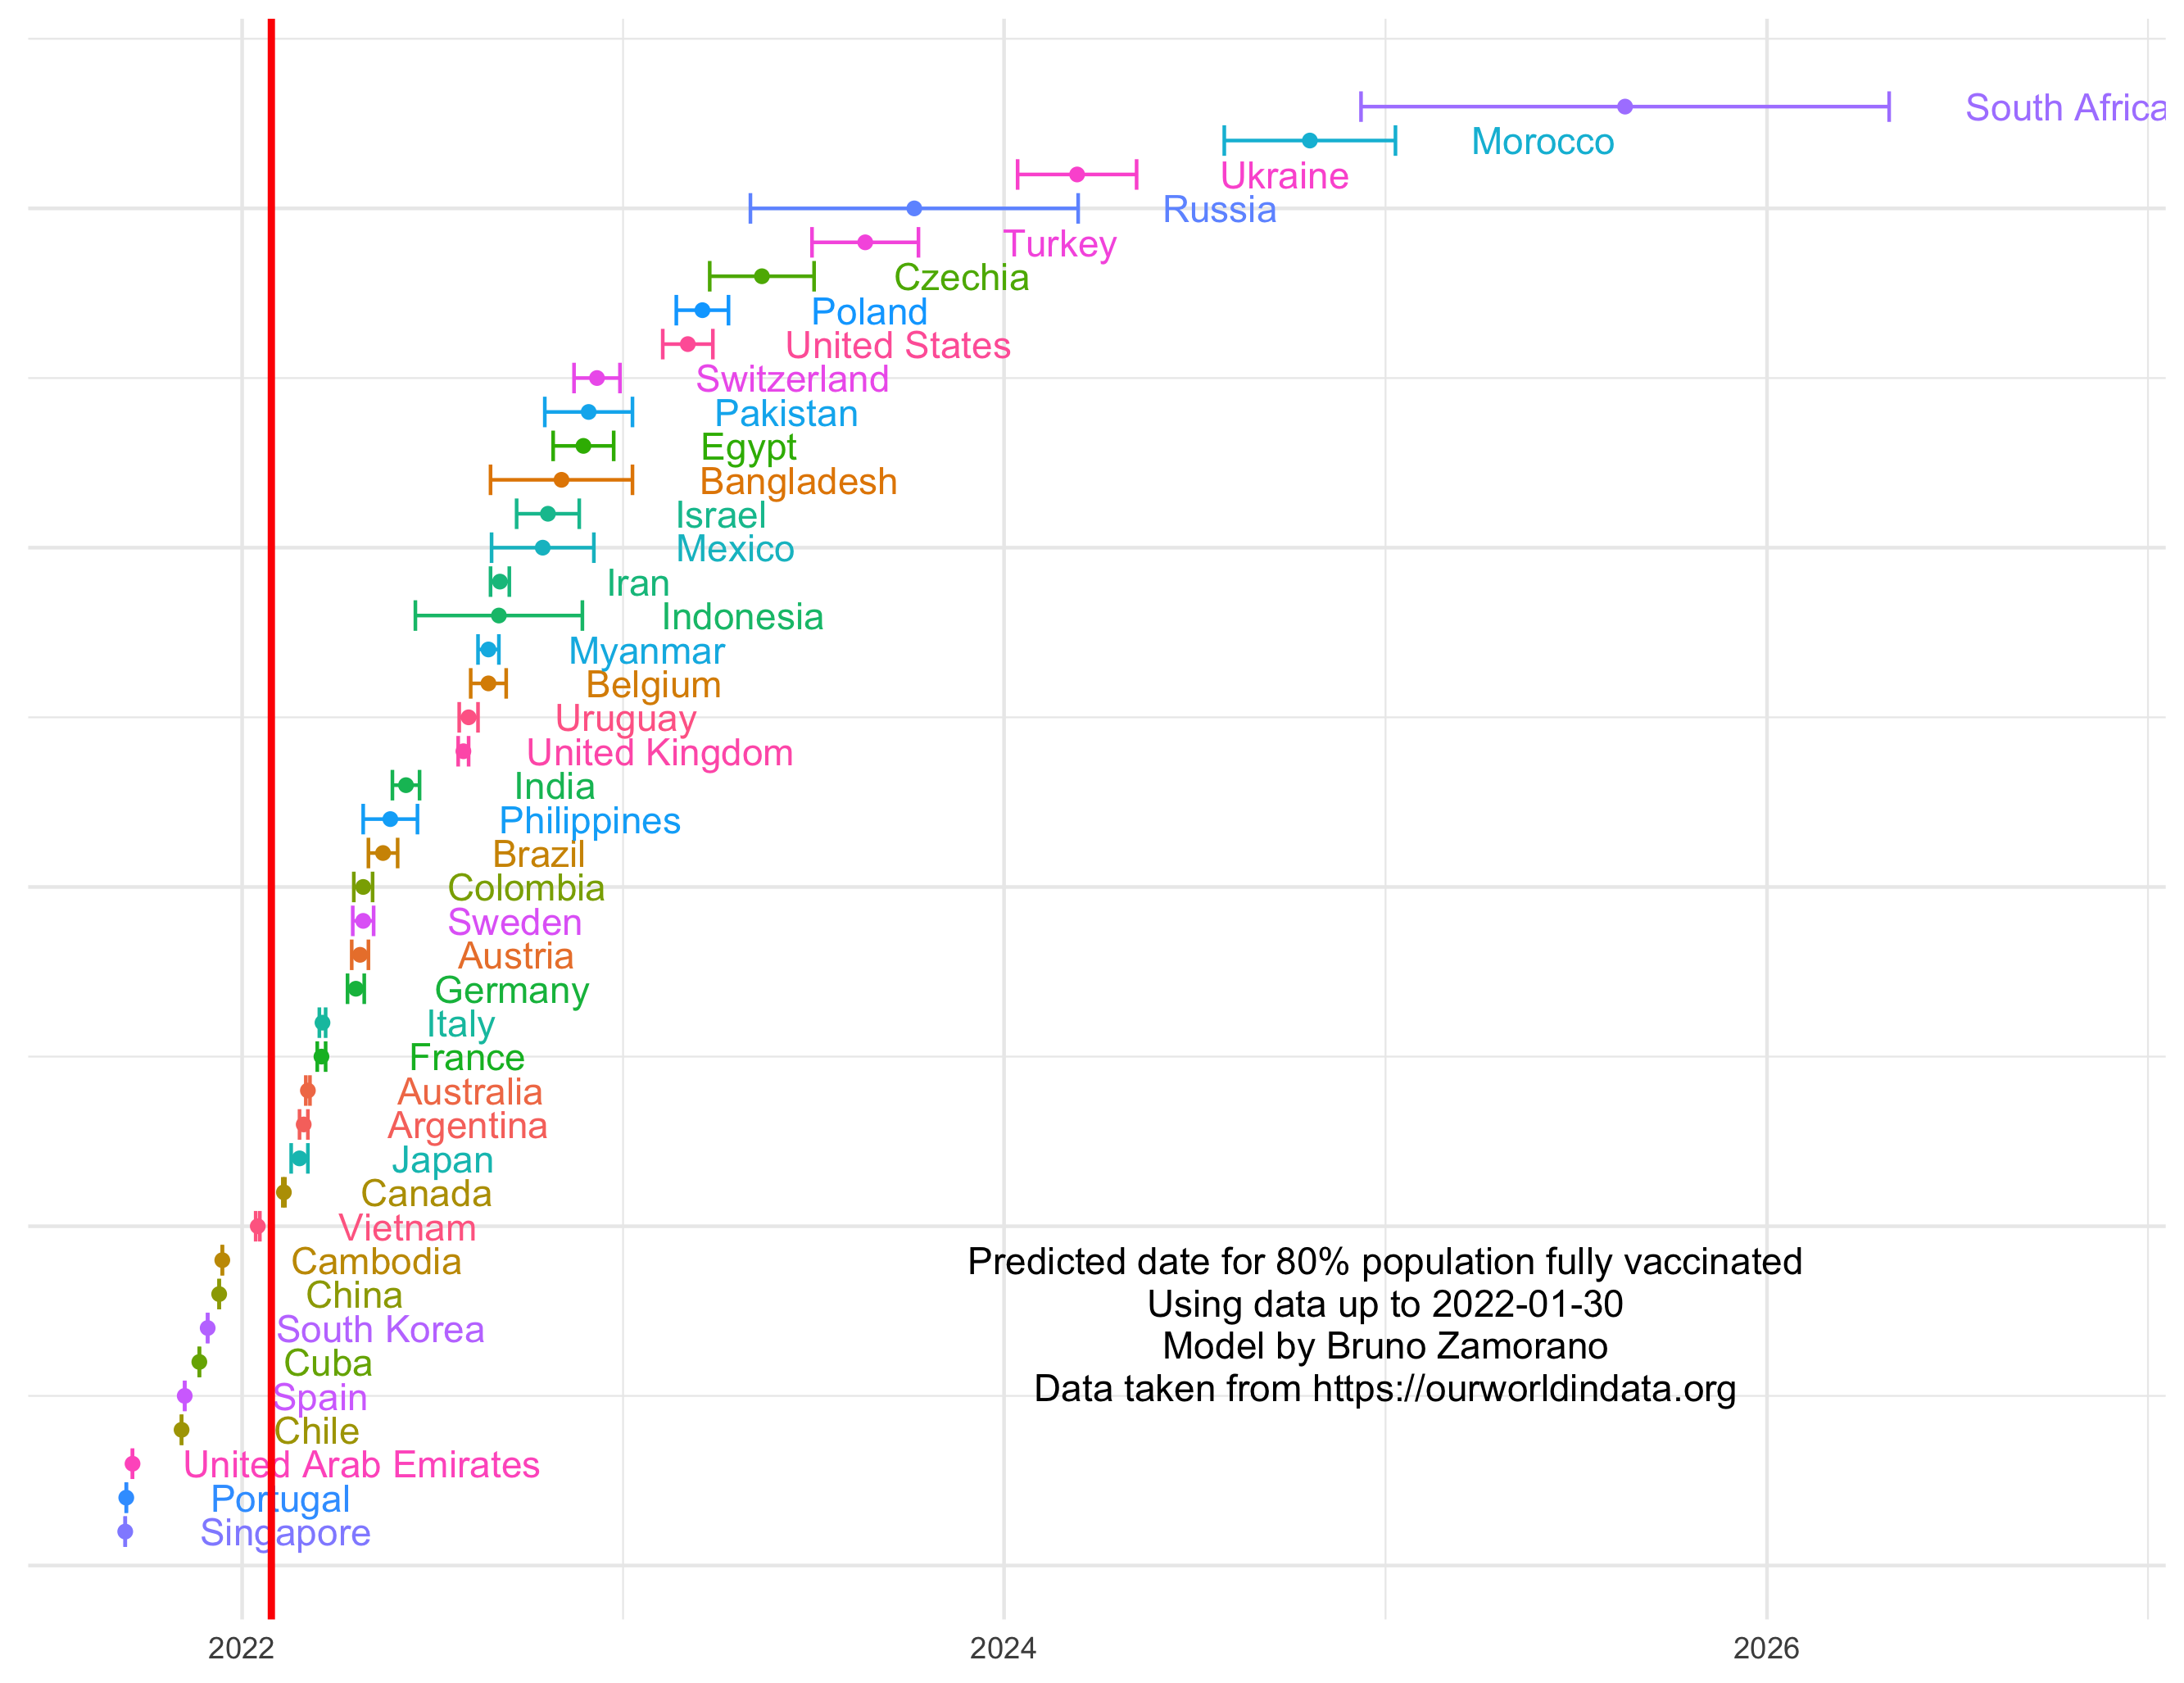 South Africa
Morocco
Ukraine
Russia
Turkey
Czechia
Poland
United States
Switzerland
Pakistan
Egypt
Bangladesh
Israel
Mexico
Iran
Indonesia
Myanmar
Belgium
Uruguay
United Kingdom
India
Philippines
Brazil
Colombia
Sweden
Austria
Germany
Italy
France
Australia
Argentina
Japan
Canada
Vietnam
Cambodia
China
South Korea
Cuba
Spain
Chile
United Arab Emirates
Portugal
Singapore
Predicted date for 80% population fully vaccinated
Using data up to 2022-01-30
Model by Bruno Zamorano
Data taken from https://ourworldindata.org
2022 2024 2026